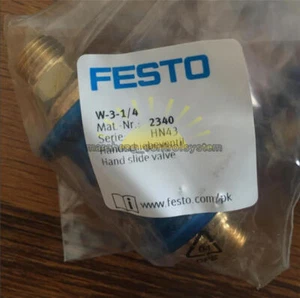 FESTO
W-3-1/4
Mat.-Nr.: 2340
Serie: HN43
Handschiebeventil
Hand slide valve
www.festo.com/pk